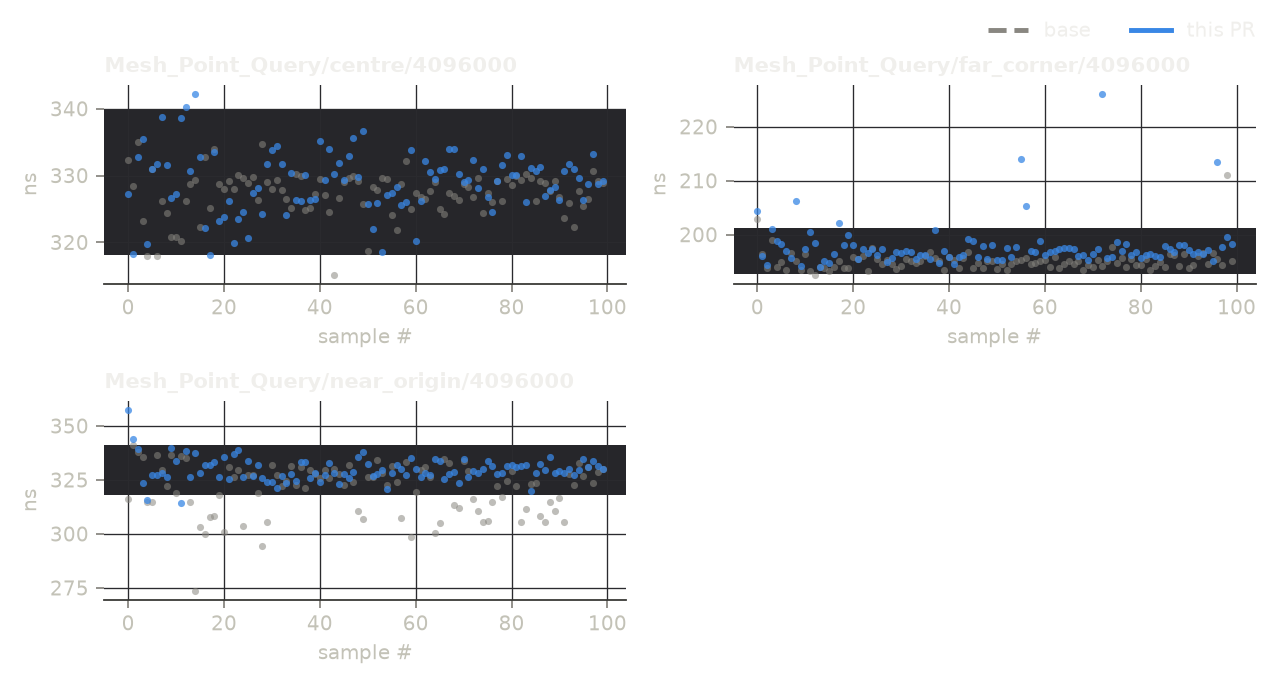 base this PR
Mesh_Point_Query/centre/4096000
340
330
320
ns
0 20 40 60 80 100
sample #
Mesh_Point_Query/far_corner/4096000
220
210
200
ns
0 20 40 60 80 100
sample #
Mesh_Point_Query/near_origin/4096000
350
325
300
275
ns
0 20 40 60 80 100
sample #